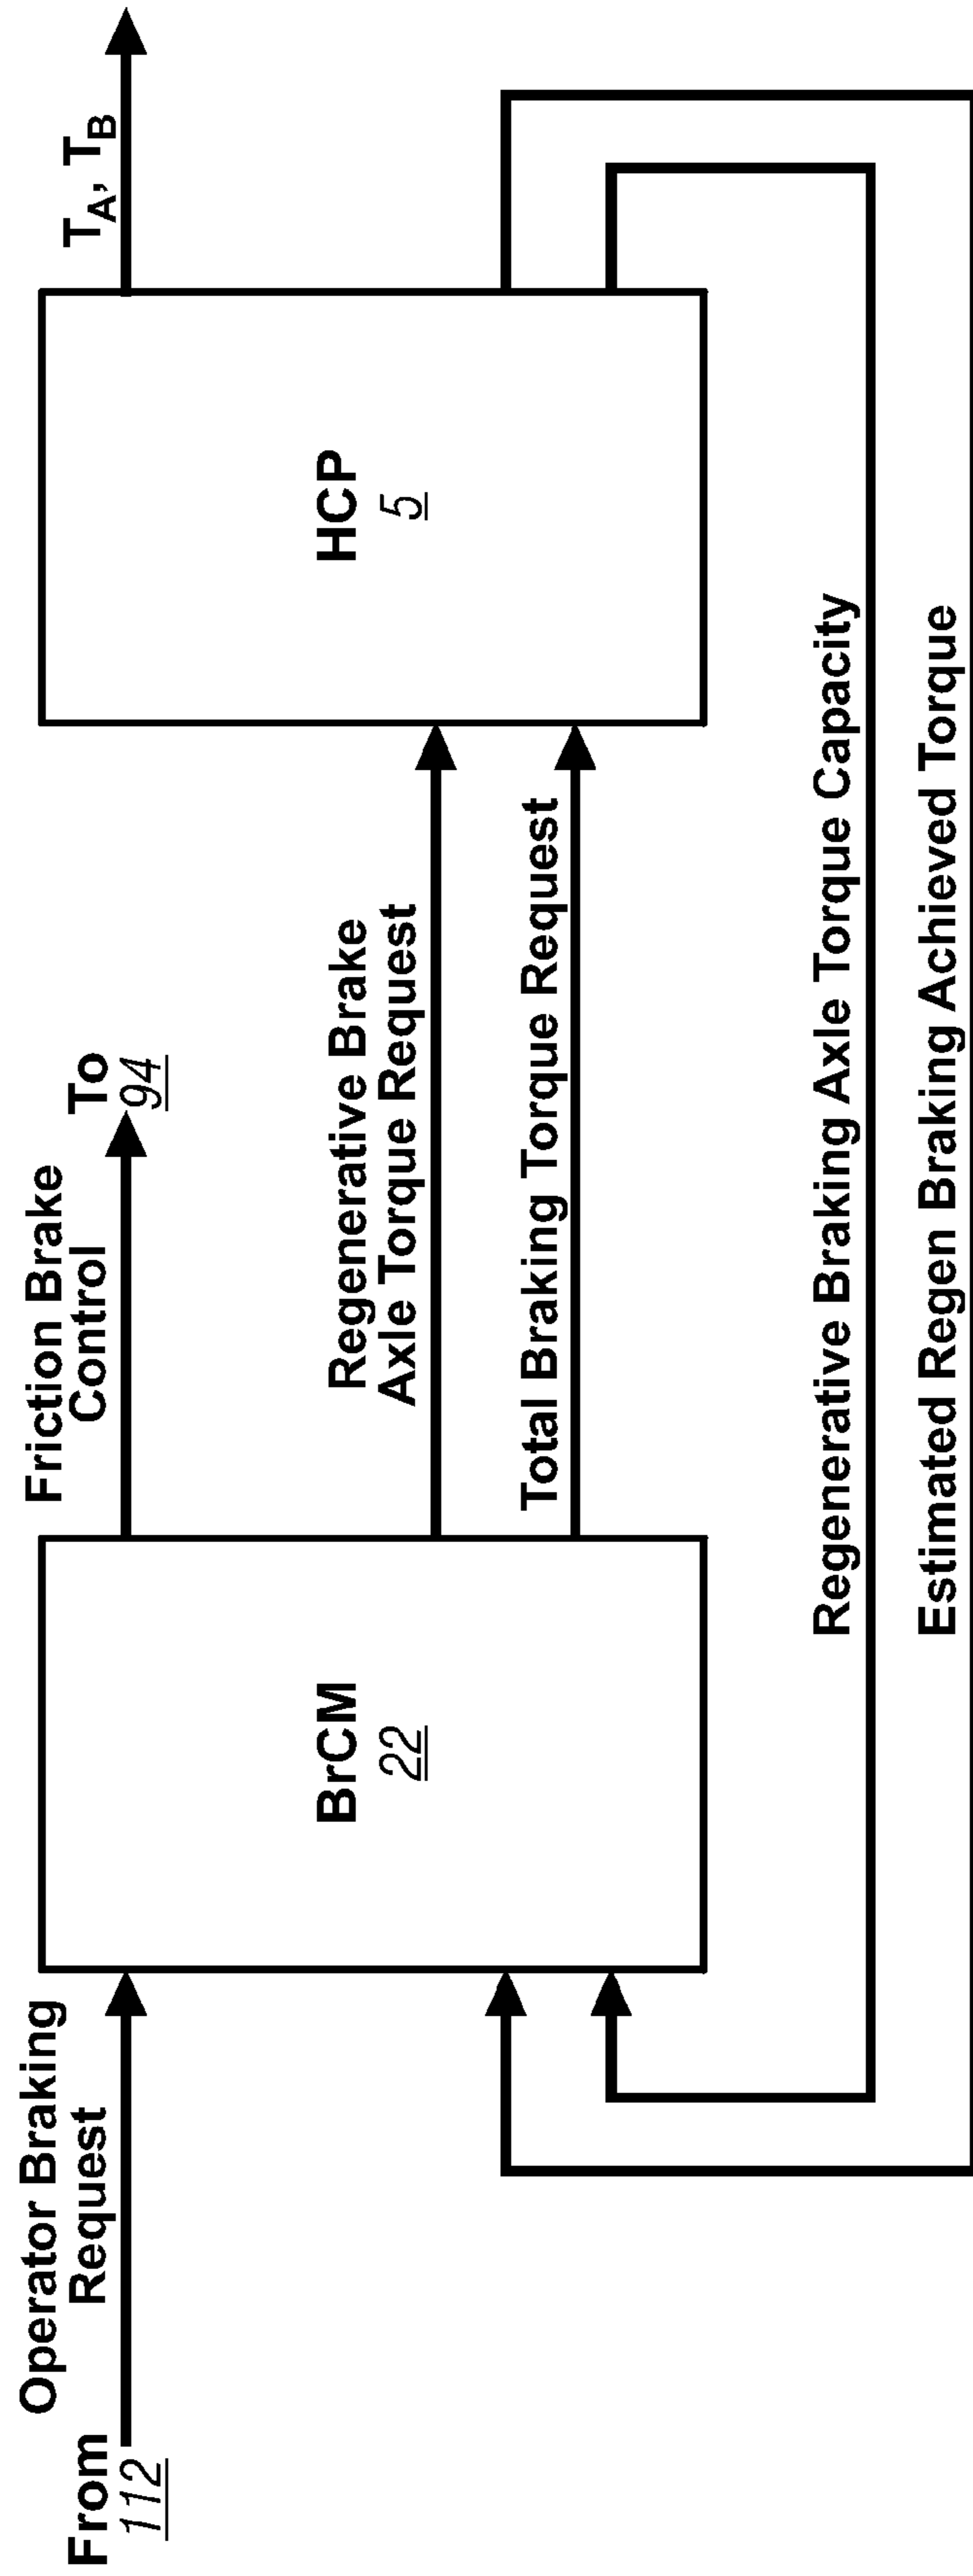 Operator Braking
Request
From
112
BrCM
22
Friction Brake
Control
To
94
Regenerative Brake
Axle Torque Request
Total Braking Torque Request
HCP
5
TA, TB
Regenerative Braking Axle Torque Capacity
Estimated Regen Braking Achieved Torque